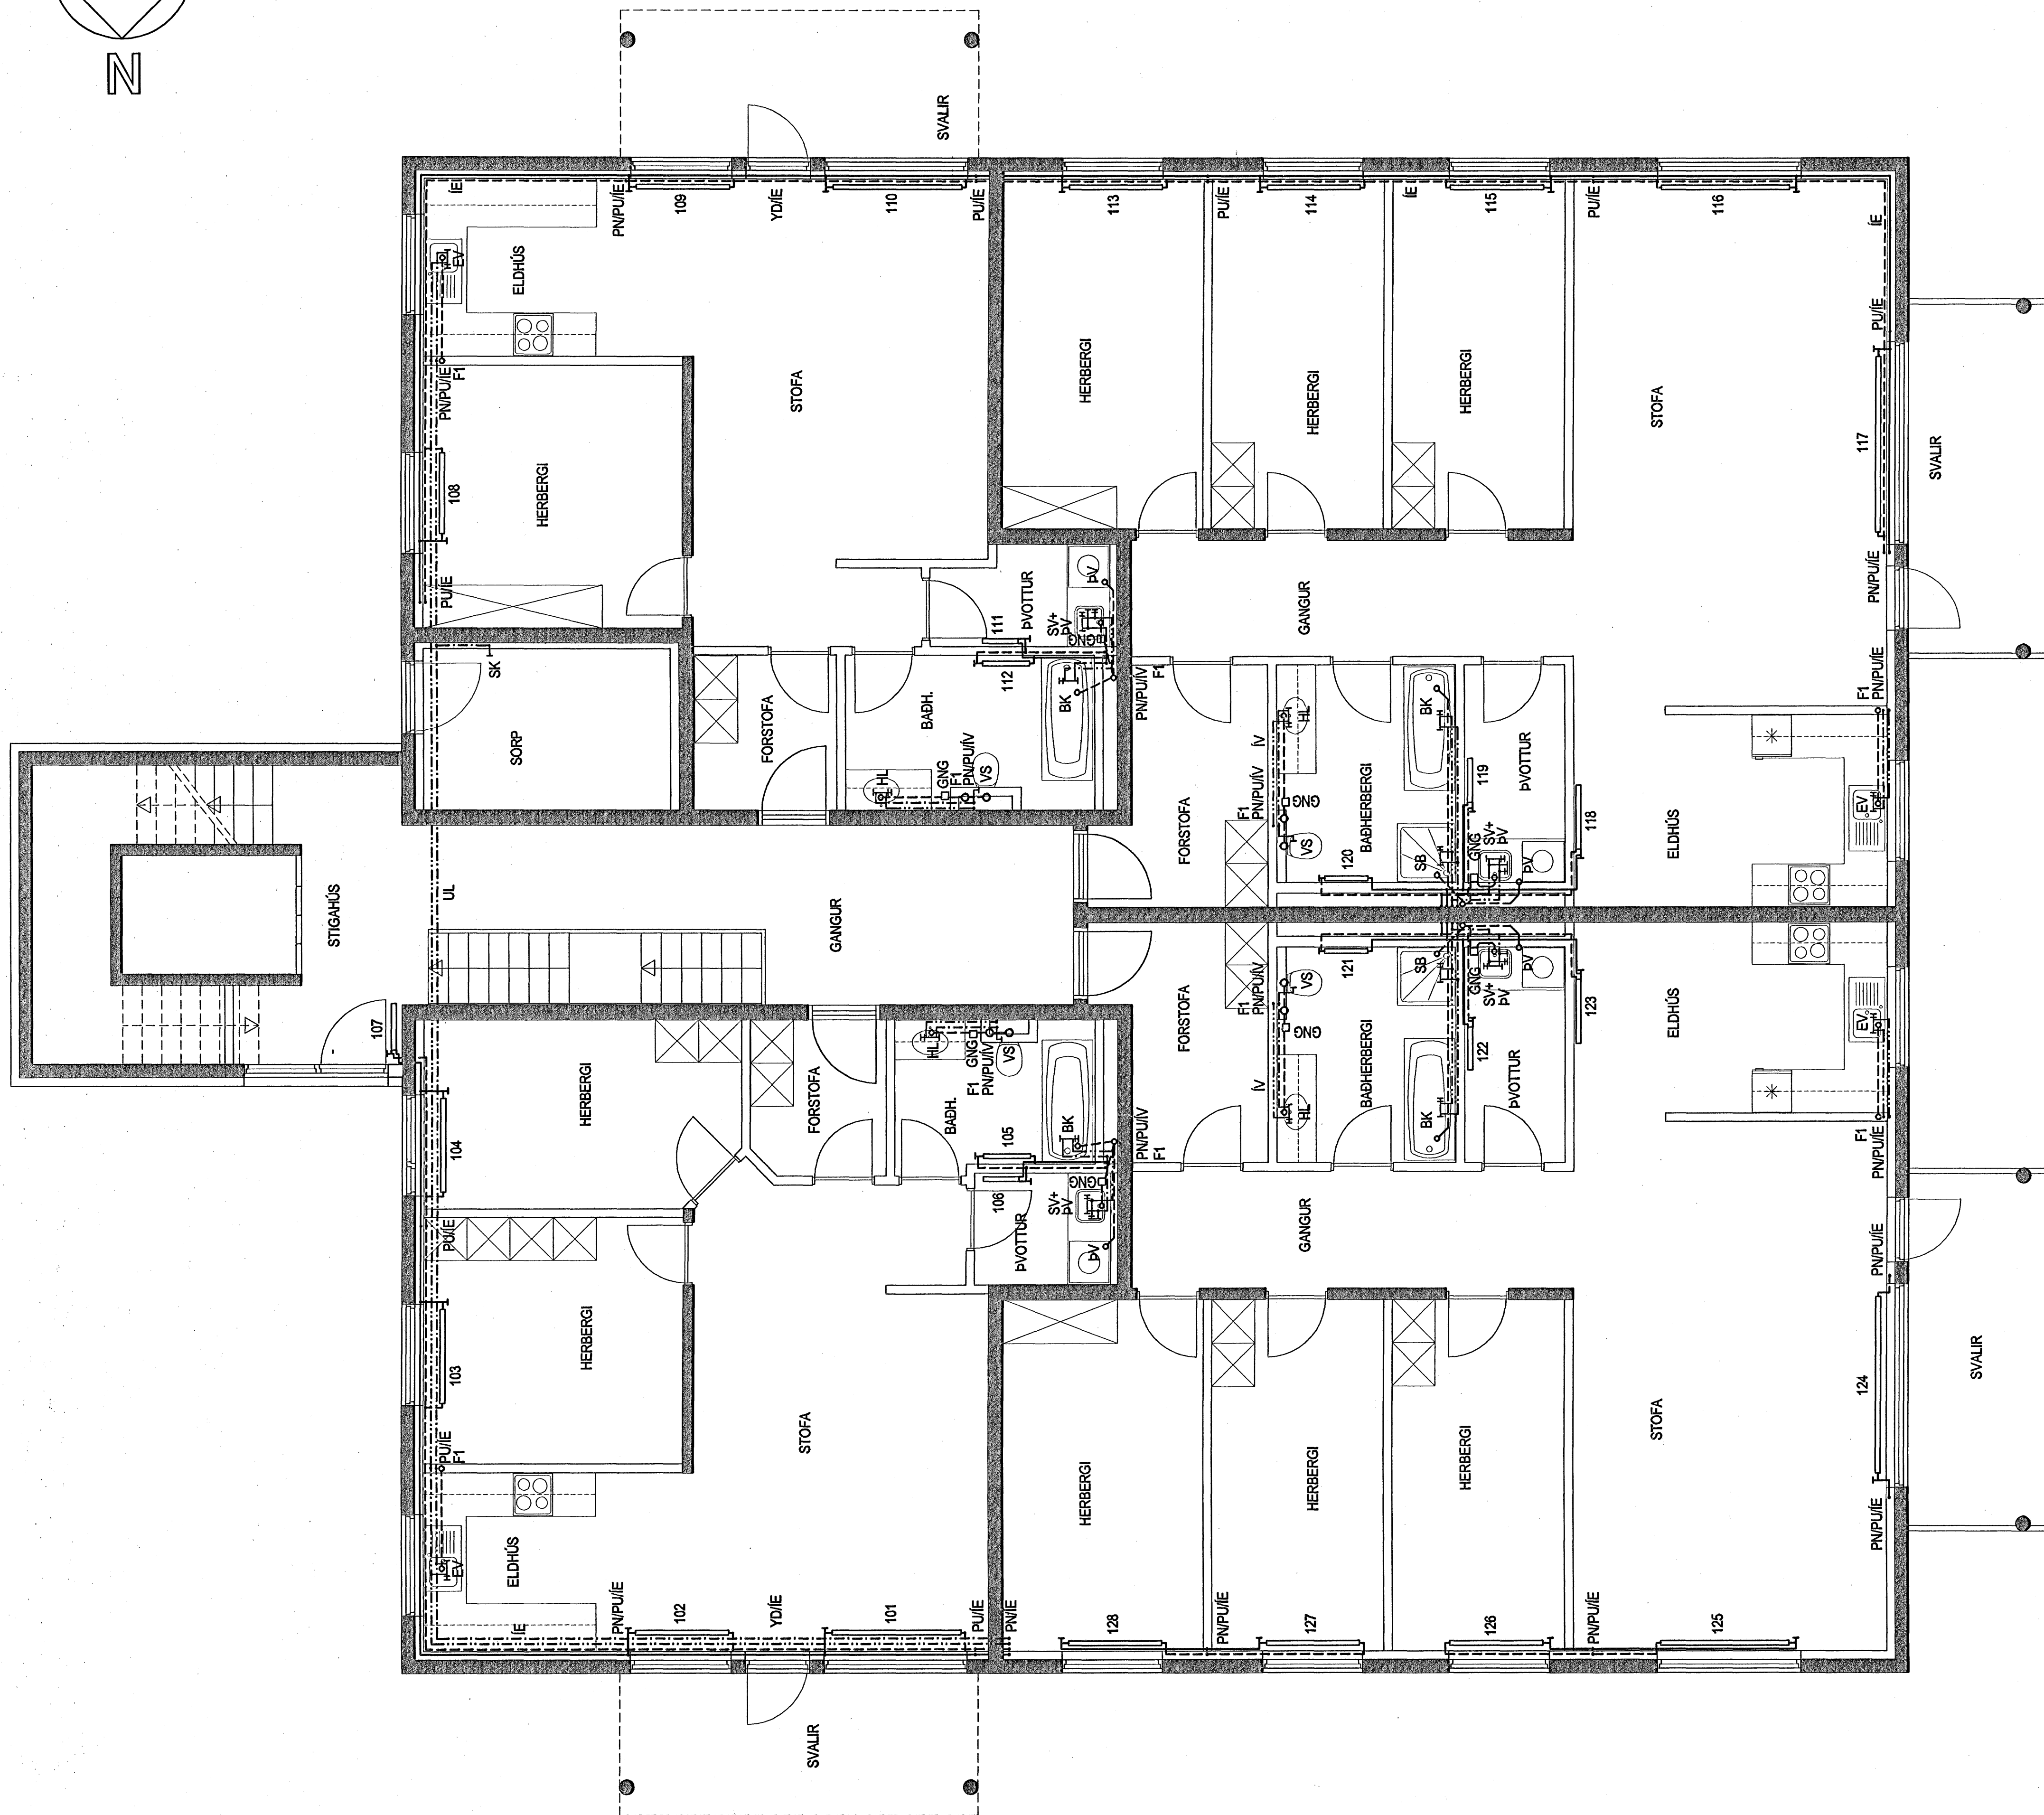 N
SVALIR
ÍE
PN/PU/ÍE
109
YD/ÍE
110
PU/ÍE
113
PU/ÍE
114
ÍE
115
PU/ÍE
116
ÍE
EV
ELDHÚS
PN/PU/ÍE
F1
108
HERBERGI
PU/ÍE
STOFA
HERBERGI
HERBERGI
HERBERGI
STOFA
PU/ÍE
117
SVALIR
PN/PU/ÍE
SK
SORP
FORSTOFA
BAÐH.
112
111
ÞVOTTUR
SV+
ÞV
GNG
ÞV
BK
HL
GNG
F1
PN/PU/ÍV
VS
PN/PU/ÍV
F1
GANGUR
F1
PN/PU/ÍE
FORSTOFA
ÍV
F1
PN/PU/ÍV
HL
GNG
VS
BAÐHERBERGI
120
BK
SB
119
ÞVOTTUR
GNG
SV+
ÞV
ÞV
118
ELDHÚS
EV
STIGAHÚS
UL
GANGUR
107
104
HERBERGI
PU/ÍE
103
HERBERGI
PU/ÍE
F1
EV
ELDHÚS
ÍE
FORSTOFA
BAÐH.
HL
GNG
F1
PN/PU/ÍV
VS
105
BK
106
ÞVOTTUR
GNG
SV+
ÞV
ÞV
STOFA
PN/PU/ÍE
102
YD/ÍE
101
PU/ÍE
PN/ÍE
SVALIR
FORSTOFA
F1
PN/PU/ÍV
ÍV
VS
GNG
HL
121
BAÐHERBERGI
SB
BK
GNG
SV+
ÞV
ÞV
122
ÞVOTTUR
123
ELDHÚS
EV
PN/PU/ÍV
F1
GANGUR
F1
PN/PU/ÍE
PN/PU/ÍE
124
SVALIR
PN/PU/ÍE
HERBERGI
HERBERGI
HERBERGI
STOFA
128
PN/PU/ÍE
127
126
PN/PU/ÍE
125